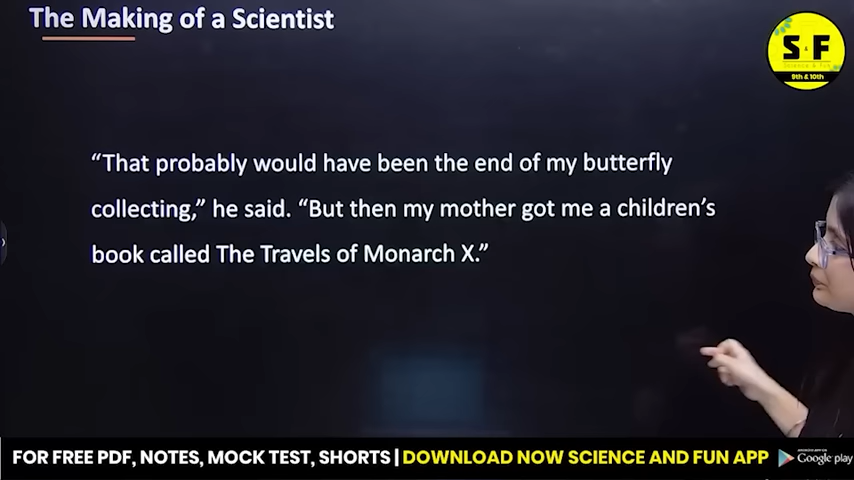 The Making of a Scientist
S & F
Science & Fun
9th & 10th
“That probably would have been the end of my butterfly
collecting,” he said. “But then my mother got me a children’s
book called The Travels of Monarch X.”
FOR FREE PDF, NOTES, MOCK TEST, SHORTS | DOWNLOAD NOW SCIENCE AND FUN APP
Google play